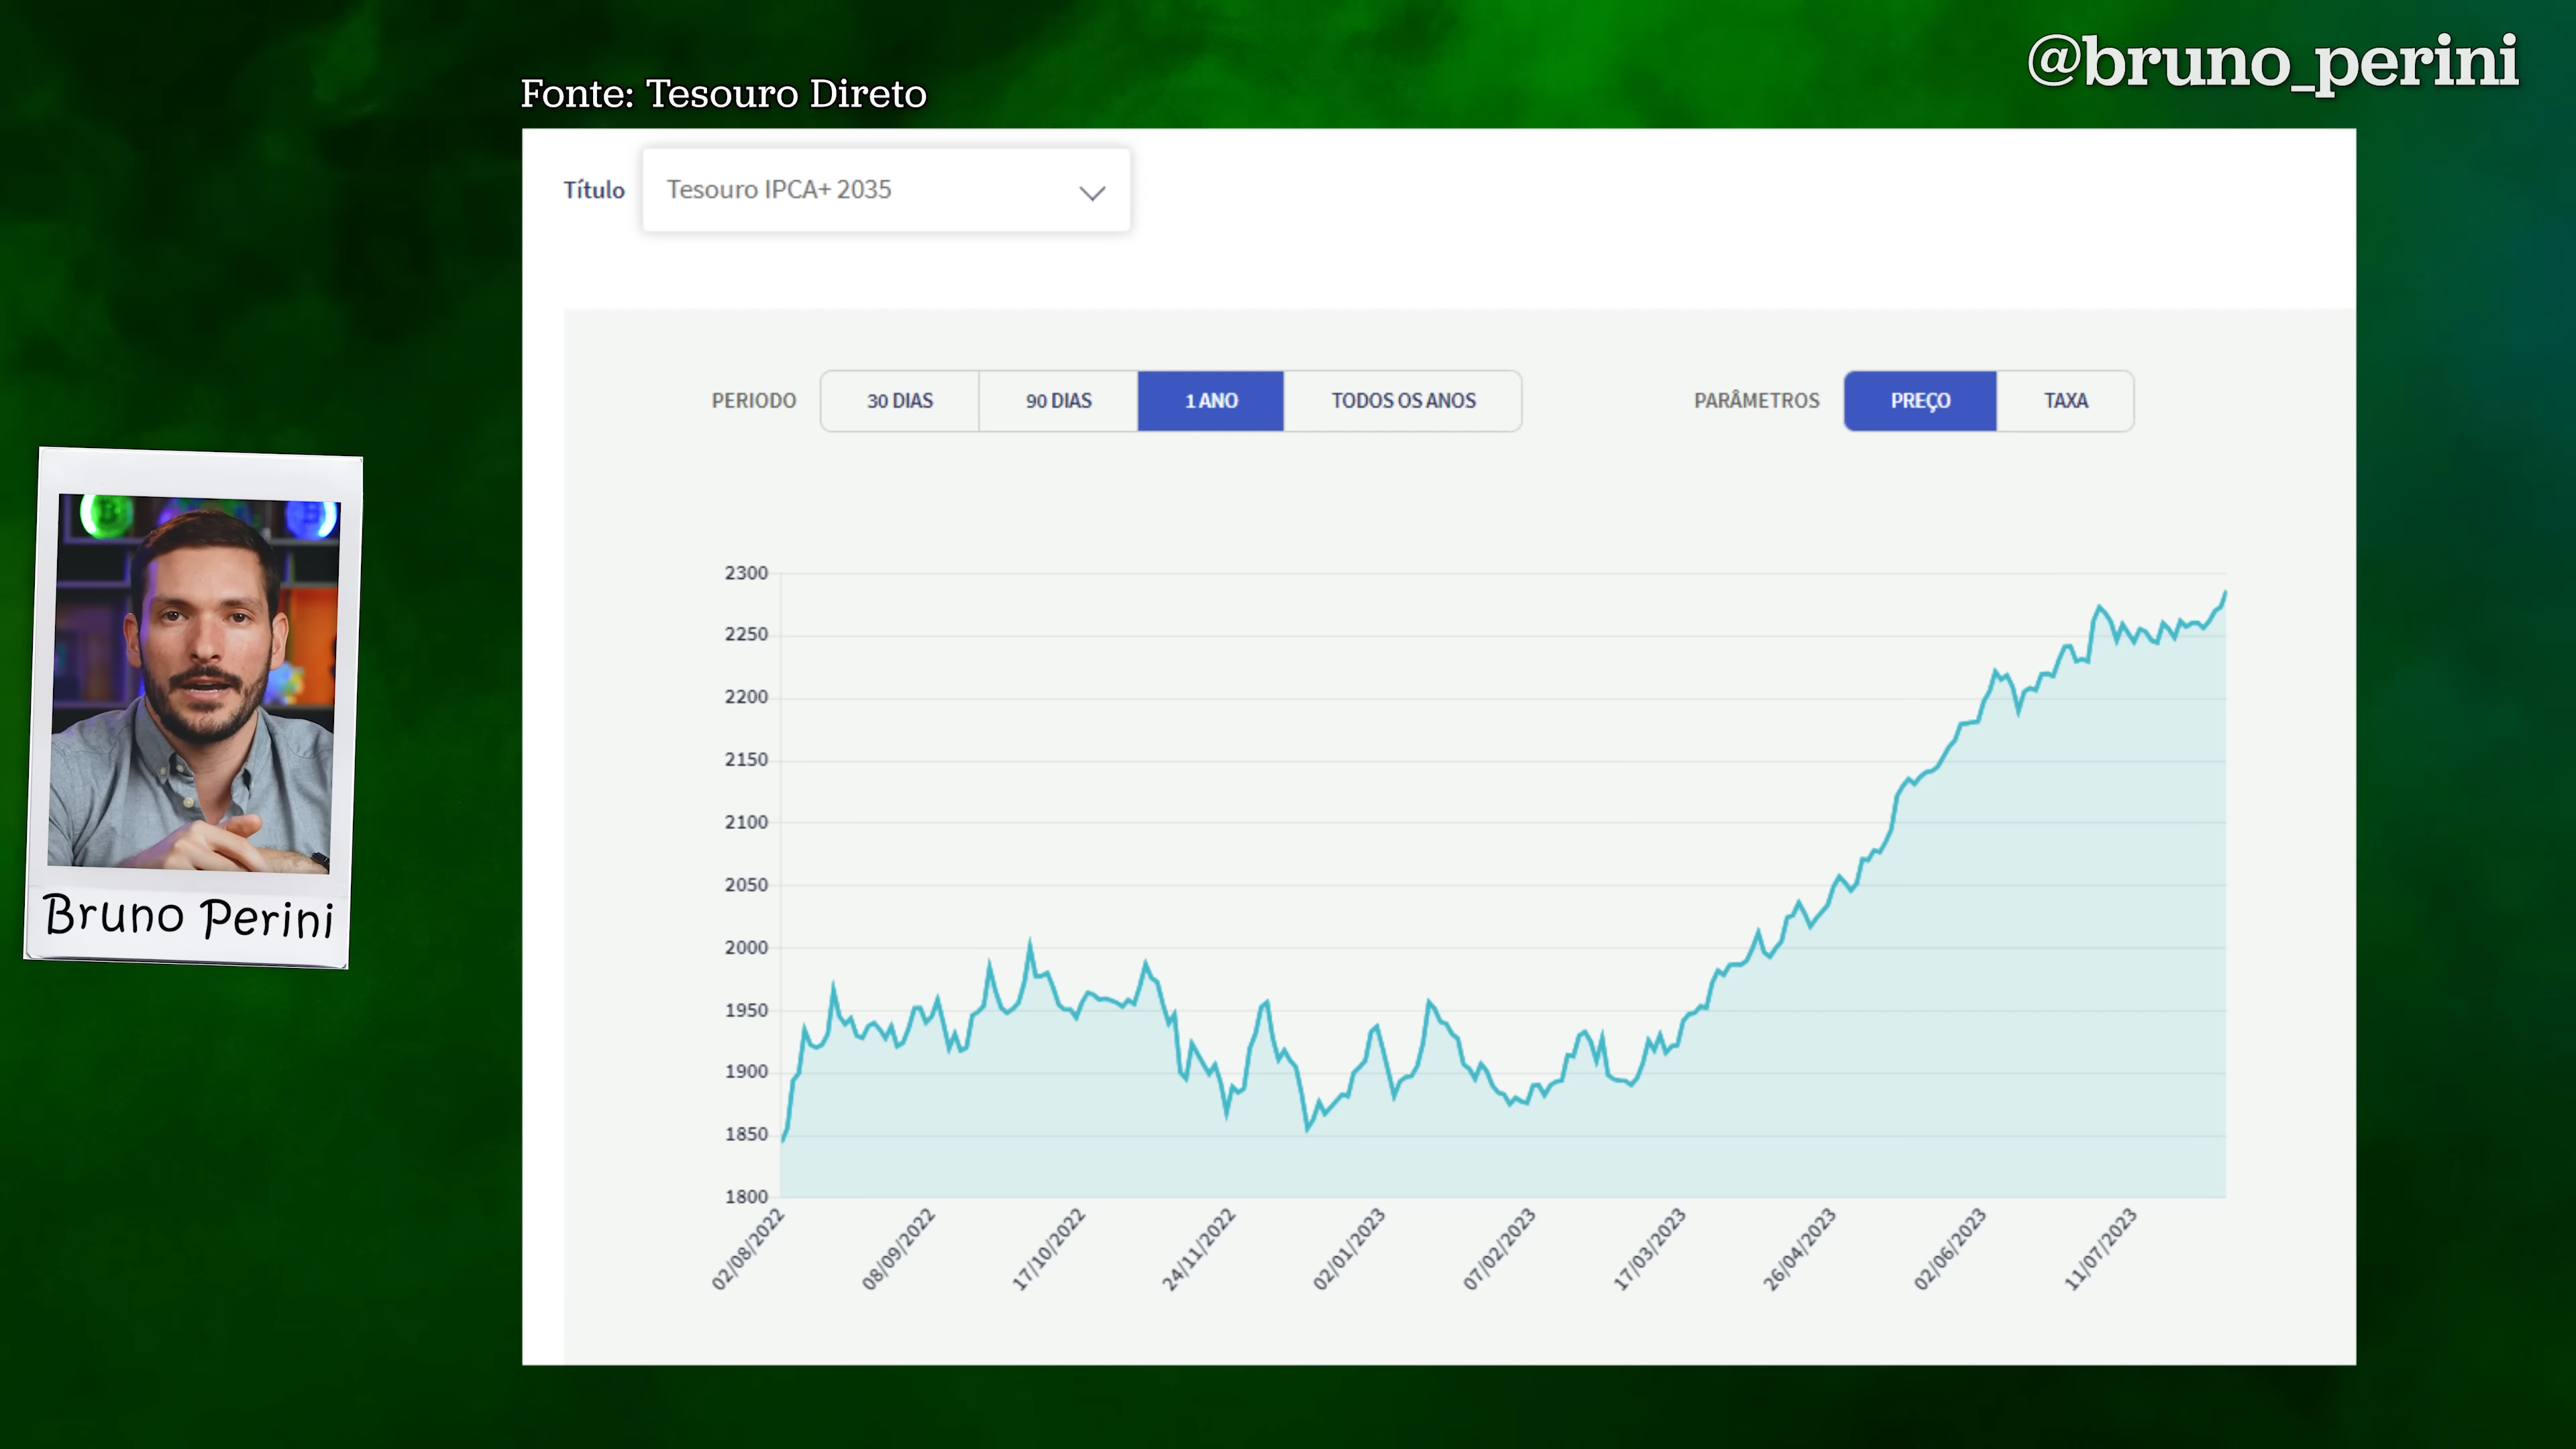 @bruno_perini
Fonte: Tesouro Direto
Título
Tesouro IPCA+ 2035
PERIODO
30 DIAS
90 DIAS
1 ANO
TODOS OS ANOS
PARÂMETROS
PREÇO
TAXA
2300
2250
2200
2150
2100
2050
2000
1950
1900
1850
1800
02/08/2022
08/09/2022
17/10/2022
24/11/2022
02/01/2023
07/02/2023
17/03/2023
26/04/2023
02/06/2023
11/07/2023
Bruno Perini